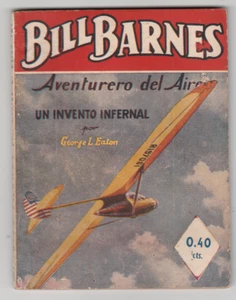 BILL BARNES
Aventurero del Aire
UN INVENTO INFERNAL
por
George L. Eaton
0.40
cts.